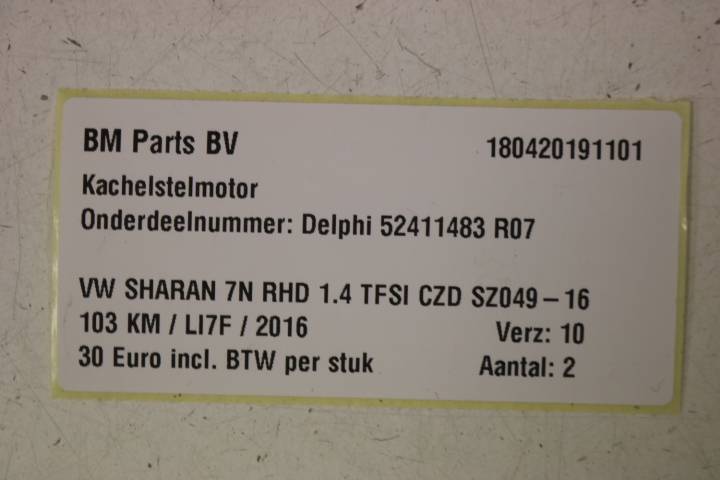 BM Parts BV 180420191101
Kachelstelmotor
Onderdeelnummer: Delphi 52411483 R07
VW SHARAN 7N RHD 1.4 TFSI CZD SZ049-16
103 KM / LI7F / 2016 Verz: 10
30 Euro incl. BTW per stuk Aantal: 2